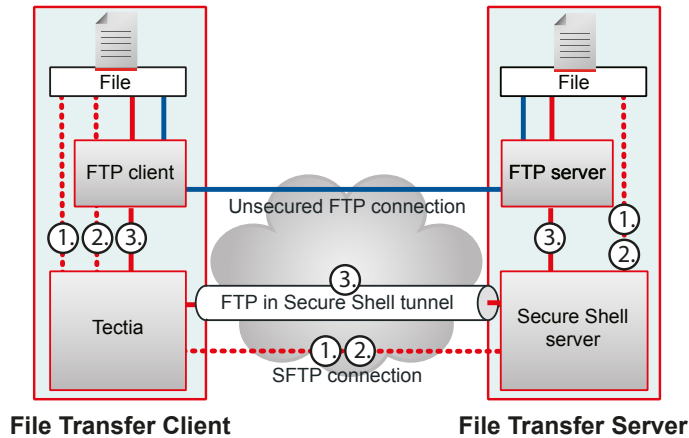 File
File
FTP client
FTP server
Unsecured FTP connection
1.
2.
3.
3.
1.
2.
3.
FTP in Secure Shell tunnel
Tectia
Secure Shell
server
1.
2.
SFTP connection
File Transfer Client
File Transfer Server